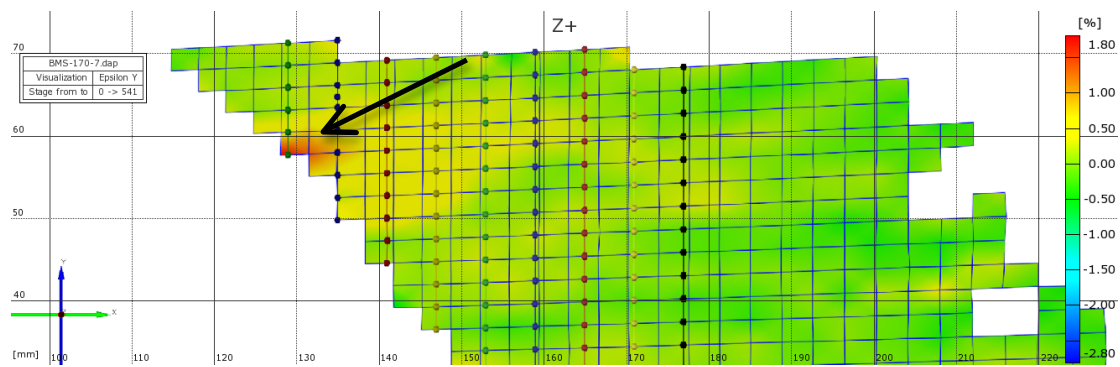 Z+
[%]
BMS-170-7.dap
Visualization Epsilon Y
Stage from to 0 -> 541
70
60
50
40
1.80
1.00
0.50
0.00
-0.50
-1.00
-2.00
-2.80
Y
X
[mm] 100 110 120 130 140 150 160 170 180 190 200 210 220